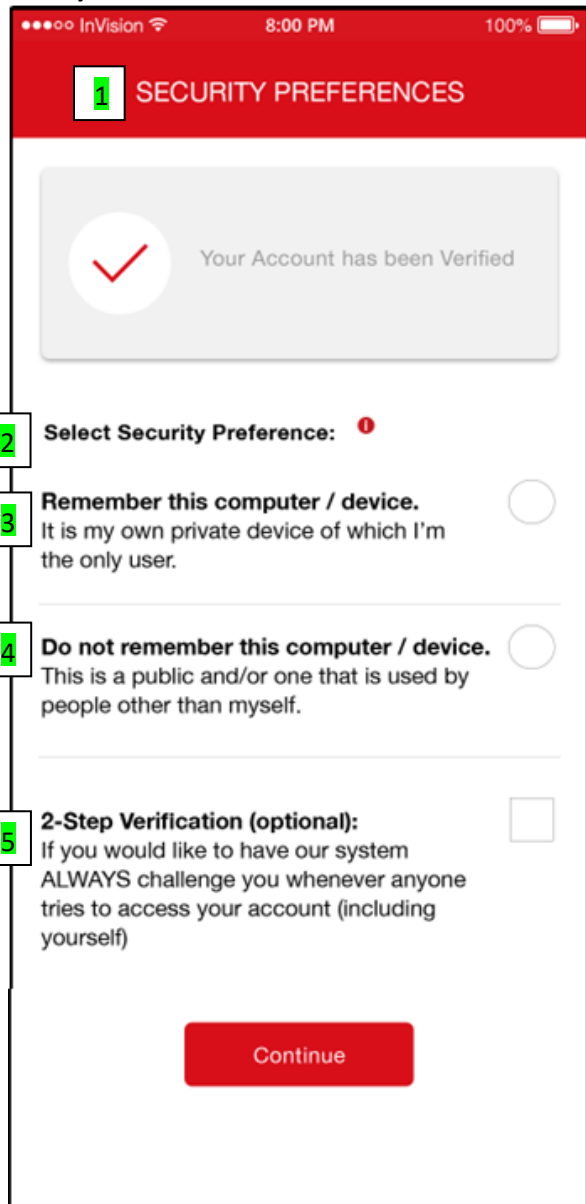 InVision 8:00 PM 100%
1 SECURITY PREFERENCES
Your Account has been Verified
2 Select Security Preference:
3 Remember this computer / device.
It is my own private device of which I'm
the only user.
4 Do not remember this computer / device.
This is a public and/or one that is used by
people other than myself.
5 2-Step Verification (optional):
If you would like to have our system
ALWAYS challenge you whenever anyone
tries to access your account (including
yourself)
Continue